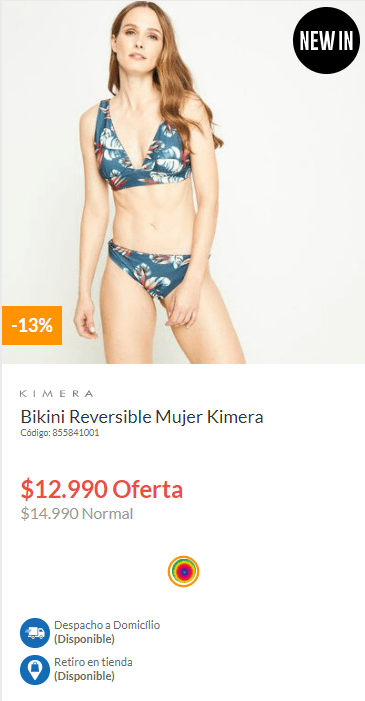 NEW IN
-13%
KIMERA
Bikini Reversible Mujer Kimera
Código: 855841001
$12.990 Oferta
$14.990 Normal
Despacho a Domicílio
(Disponible)
Retiro en tienda
(Disponible)